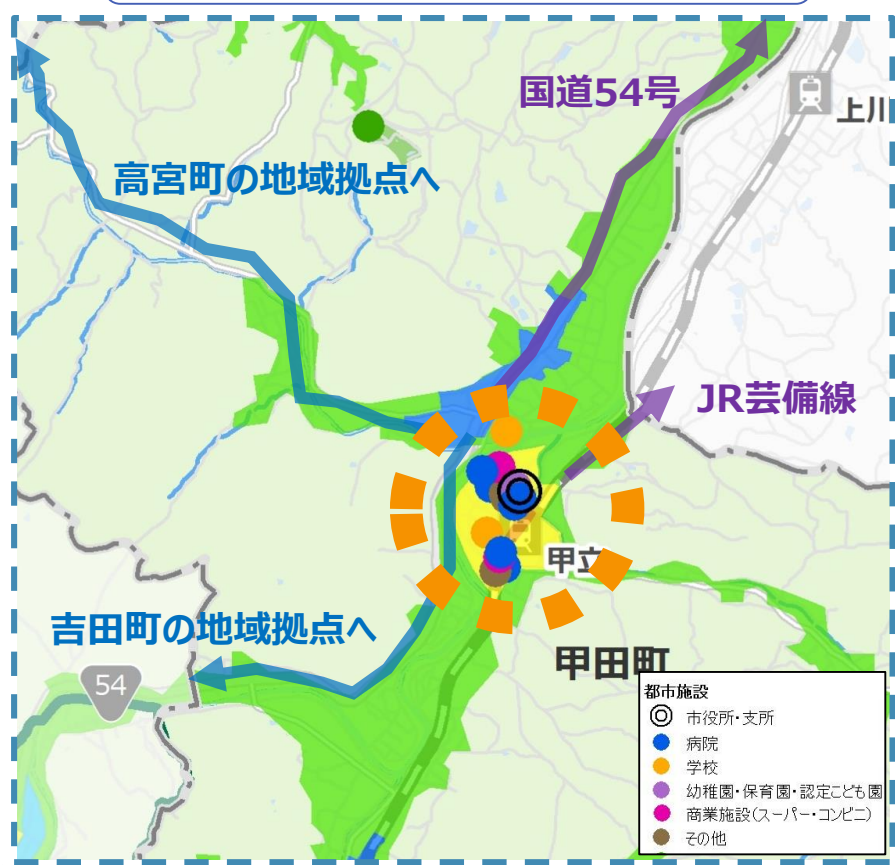 国道54号
上川
高宮町の地域拠点へ
JR芸備線
甲立
吉田町の地域拠点へ
甲田町
54
都市施設
市役所・支所
病院
学校
幼稚園・保育園・認定こども園
商業施設(スーパー・コンビニ)
その他